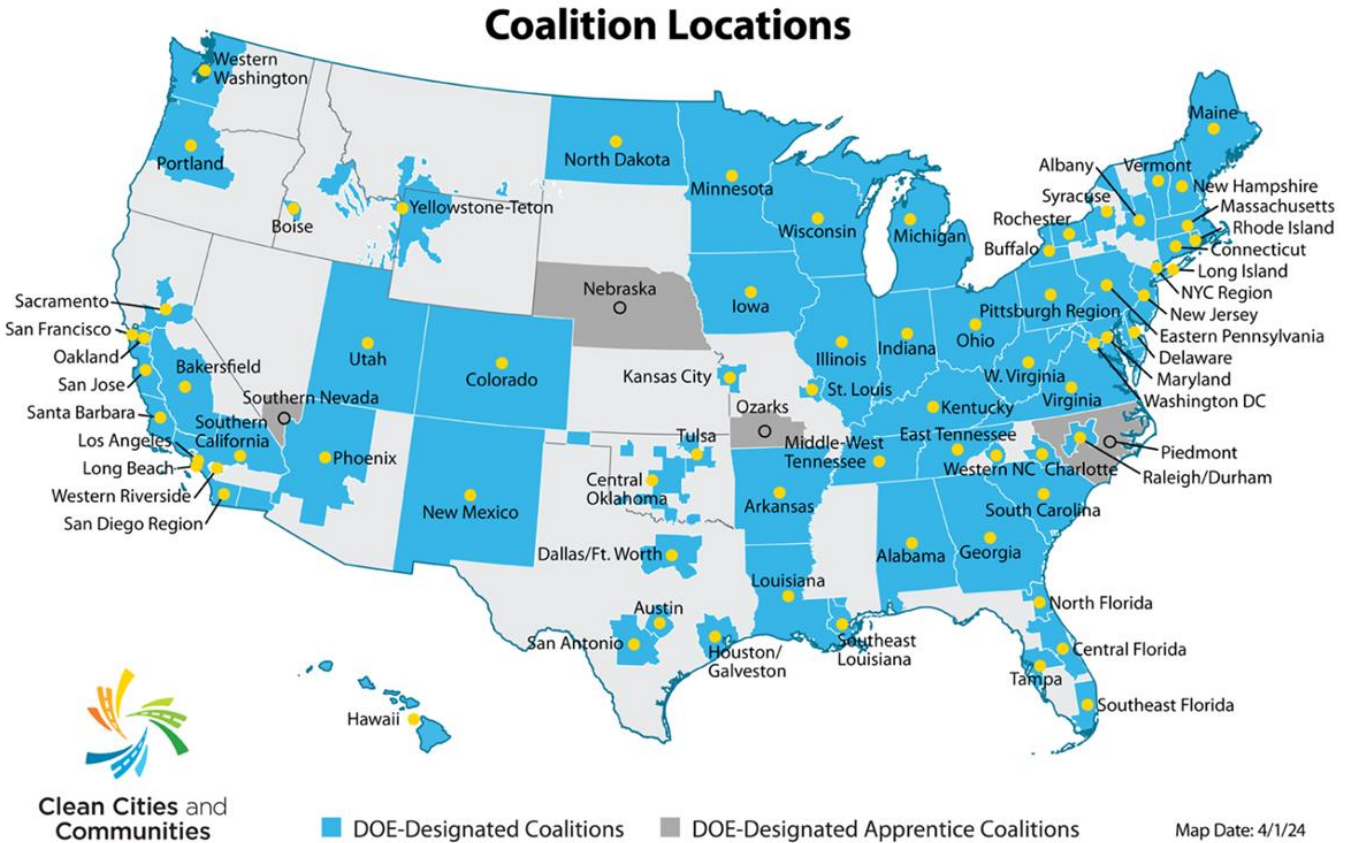 Coalition Locations
Western
Washington
Portland
Boise
Yellowstone-Teton
North Dakota
Minnesota
Wisconsin
Michigan
Maine
Albany
Vermont
Syracuse
New Hampshire
Massachusetts
Rochester
Rhode Island
Buffalo
Connecticut
Long Island
NYC Region
New Jersey
Eastern Pennsylvania
Delaware
Maryland
Washington DC
Pittsburgh Region
Nebraska
Iowa
Illinois
Indiana
Ohio
W. Virginia
Virginia
Sacramento
San Francisco
Oakland
San Jose
Bakersfield
Santa Barbara
Southern Nevada
Southern
California
Los Angeles
Long Beach
Western Riverside
San Diego Region
Utah
Colorado
Kansas City
St. Louis
Kentucky
Ozarks
Tulsa
Middle-West
Tennessee
East Tennessee
Western NC
Charlotte
Piedmont
Raleigh/Durham
Phoenix
New Mexico
Central
Oklahoma
Arkansas
South Carolina
Dallas/Ft. Worth
Alabama
Georgia
Louisiana
Austin
San Antonio
Houston/
Galveston
Southeast
Louisiana
North Florida
Central Florida
Tampa
Southeast Florida
Hawaii
Clean Cities and
Communities
DOE-Designated Coalitions
DOE-Designated Apprentice Coalitions
Map Date: 4/1/24